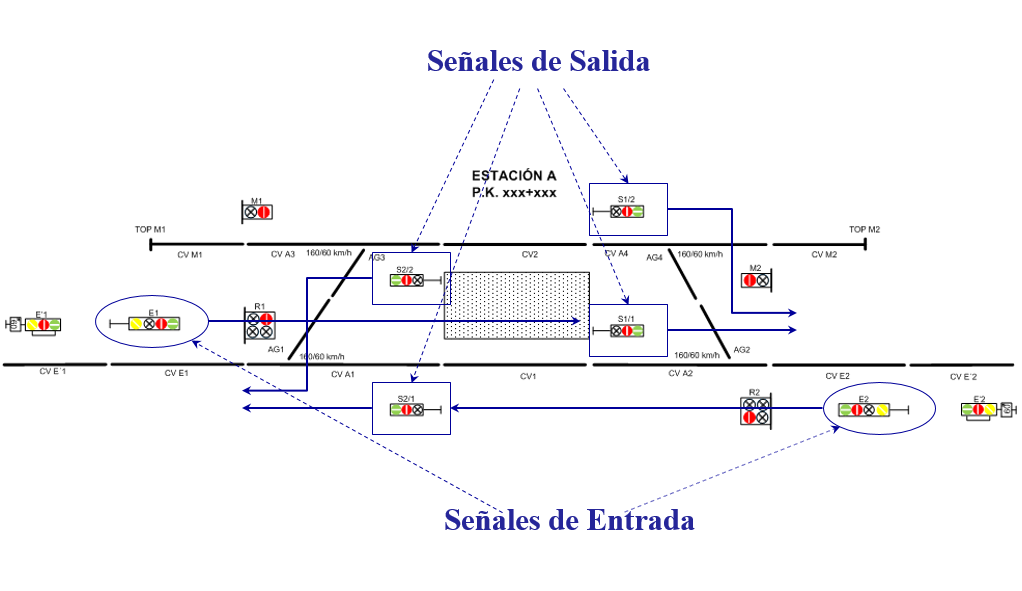 Señales de Salida
ESTACIÓN A
P.K. xxx+xxx
M1
S1/2
TOP M1
TOP M2
CV M1
CV A3
160/60 km/h
AG3
CV2
CV A4
AG4
160/60 km/h
CV M2
S2/2
M2
E'1
E1
R1
S1/1
AG1
160/60 km/h
160/60 km/h
AG2
CV E´1
CV E1
CV A1
CV1
CV A2
CV E2
CV E´2
S2/1
R2
E2
E'2
Señales de Entrada